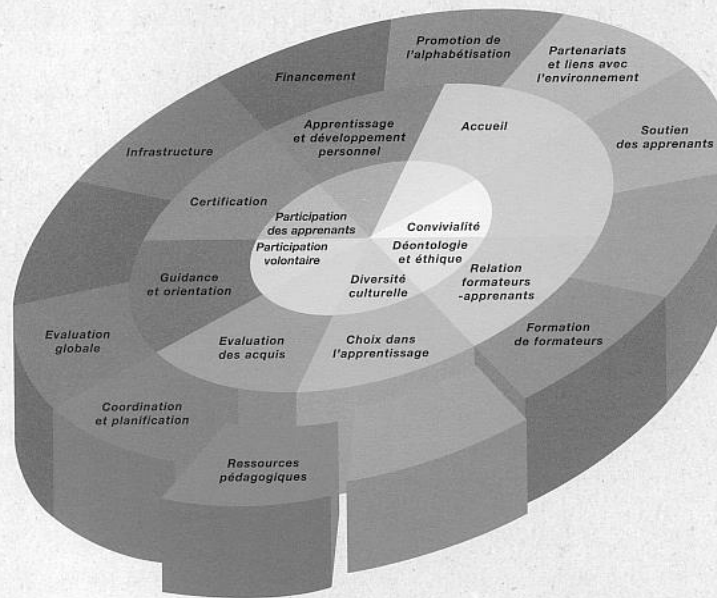 Promotion de
l'alphabétisation
Partenariats
et liens avec
l'environnement
Financement
Soutien
des apprenants
Infrastructure
Apprentissage
et développement
personnel
Accueil
Certification
Participation
des apprenants
Convivialité
Participation
volontaire
Déontologie
et éthique
Guidance
et orientation
Diversité
culturelle
Relation
formateurs
-apprenants
Evaluation
globale
Evaluation
des acquis
Choix dans
l'apprentissage
Formation
de formateurs
Coordination
et planification
Ressources
pédagogiques